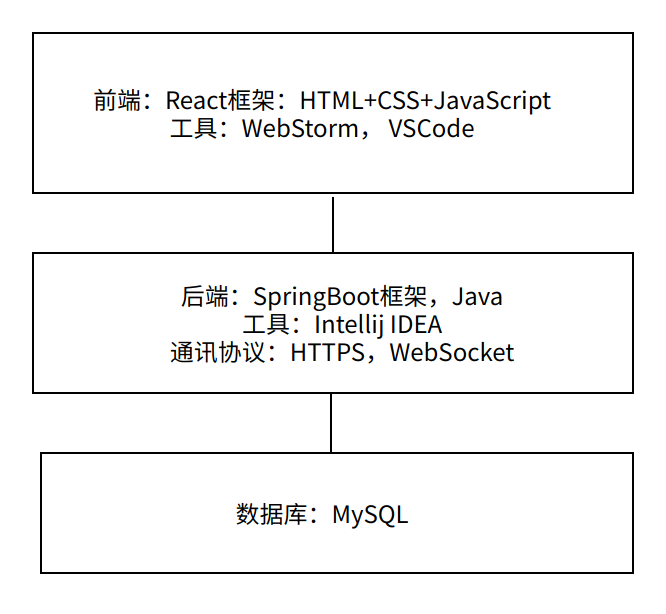 前端：React框架：HTML+CSS+JavaScript
工具：WebStorm， VSCode
后端：SpringBoot框架，Java
工具：Intellij IDEA
通讯协议：HTTPS，WebSocket
数据库：MySQL